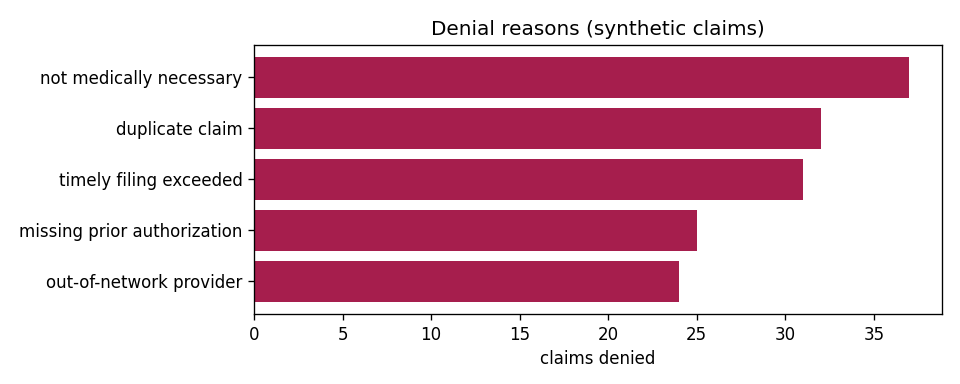 Denial reasons (synthetic claims)
not medically necessary
duplicate claim
timely filing exceeded
missing prior authorization
out-of-network provider
0 5 10 15 20 25 30 35
claims denied